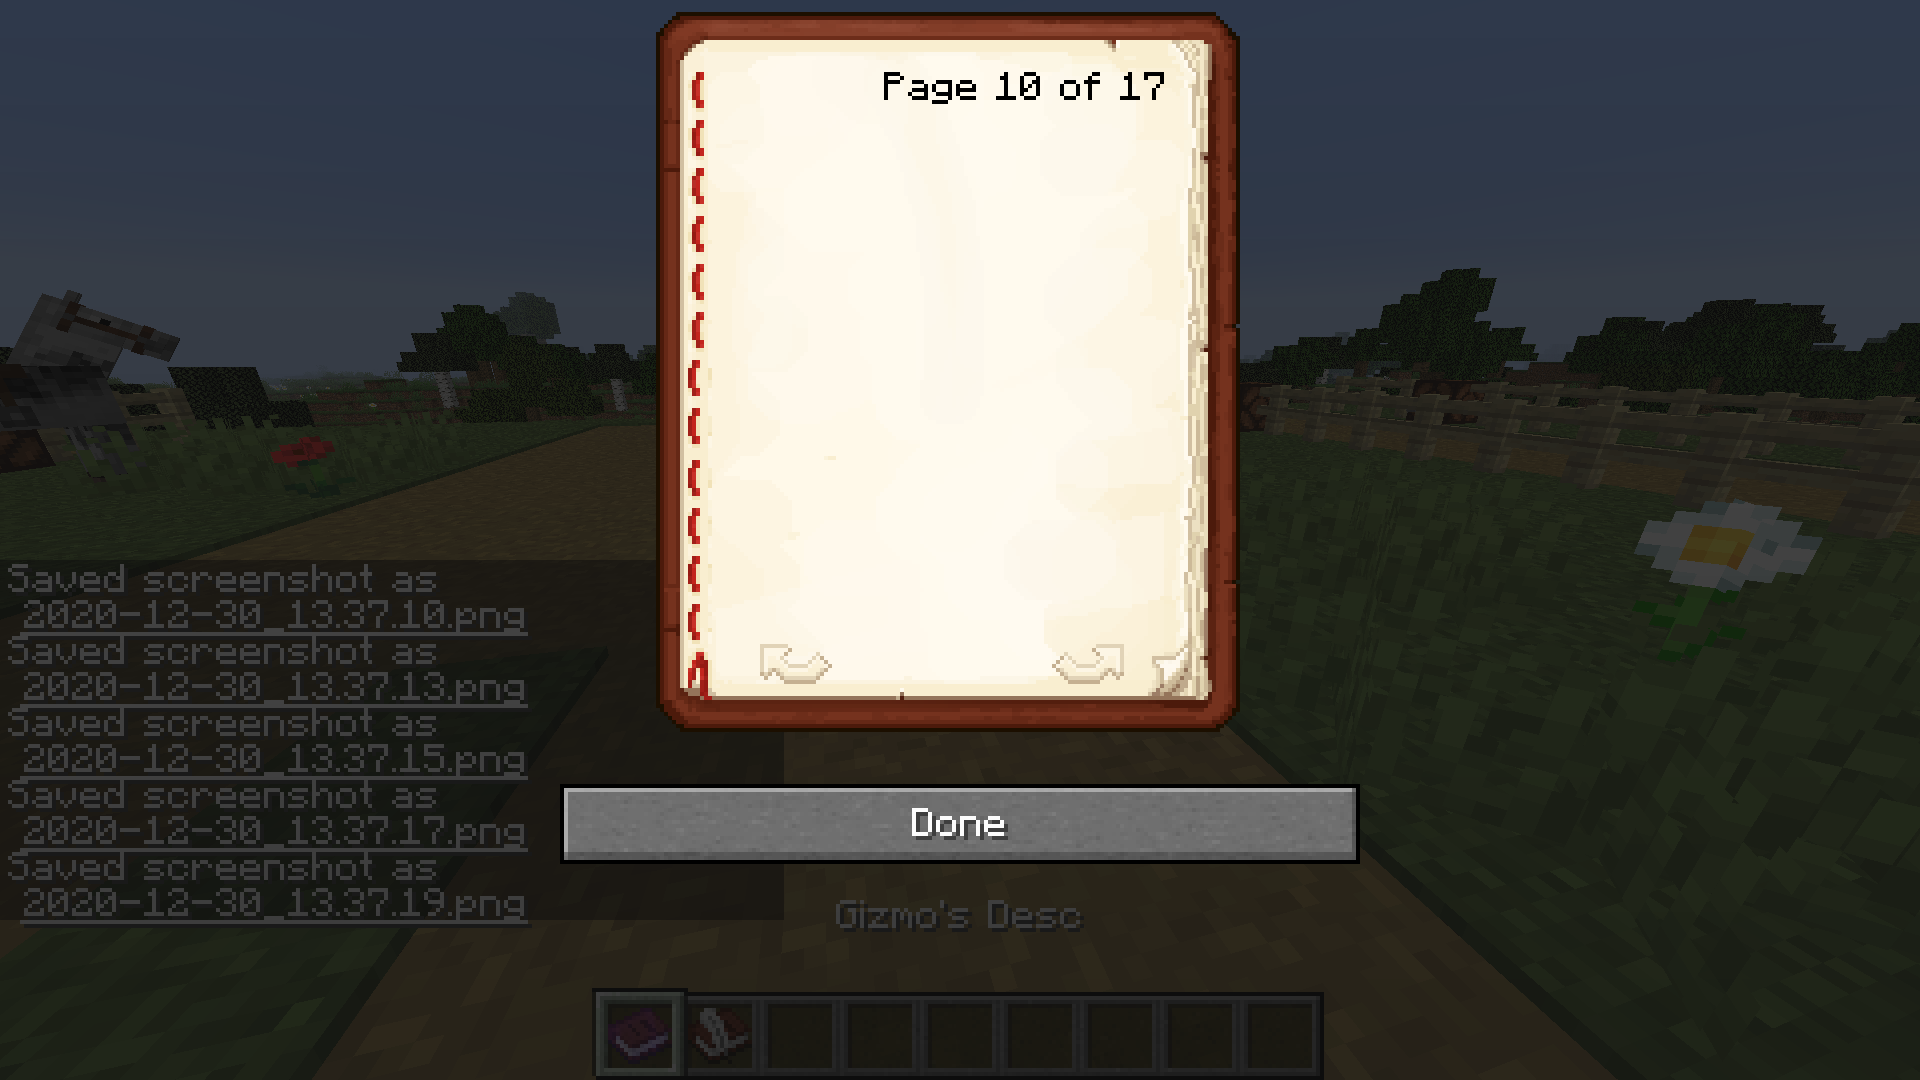 Page 10 of 17
Saved screenshot as
2020-12-30_13.37.10.png
Saved screenshot as
2020-12-30_13.37.13.png
Saved screenshot as
2020-12-30_13.37.15.png
Saved screenshot as
2020-12-30_13.37.17.png
Saved screenshot as
2020-12-30_13.37.19.png
Done
Gizmo's Desc